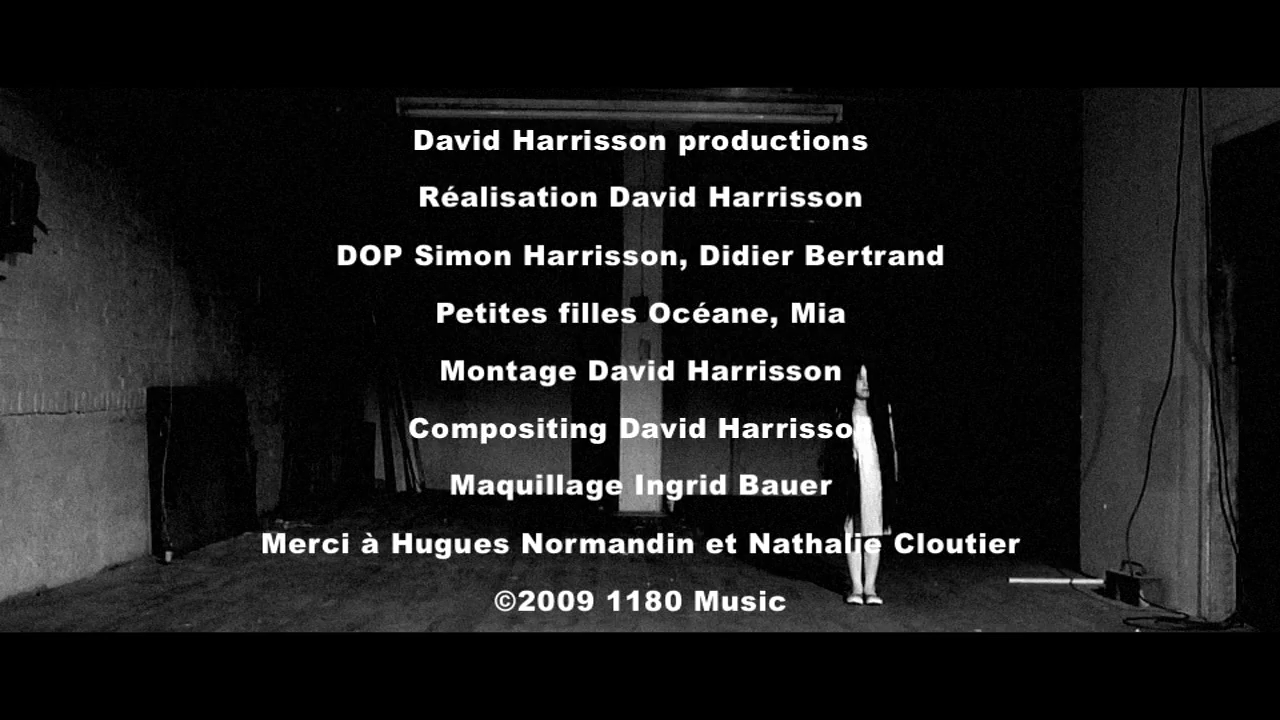 David Harrisson productions
Réalisation David Harrisson
DOP Simon Harrisson, Didier Bertrand
Petites filles Océane, Mia
Montage David Harrisson
Compositing David Harrisson
Maquillage Ingrid Bauer
Merci à Hugues Normandin et Nathalie Cloutier
©2009 1180 Music